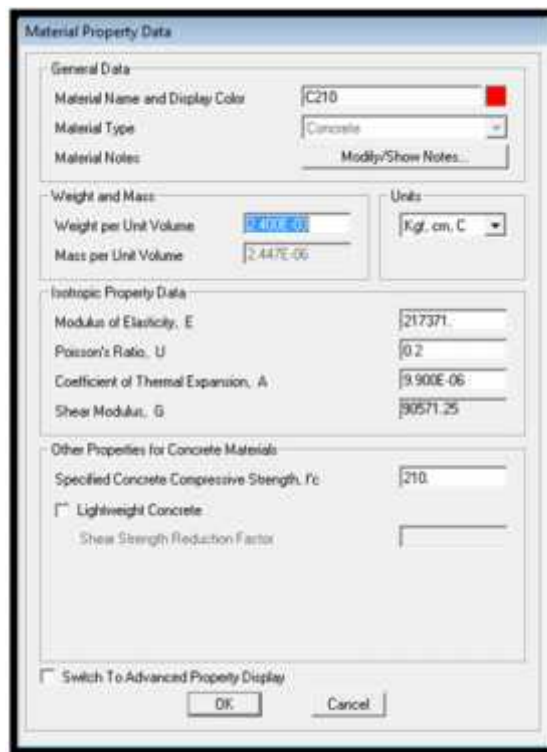 Material Property Data
General Data
Material Name and Display Color C210
Material Type Concrete
Material Notes Modify/Show Notes...
Weight and Mass
Weight per Unit Volume 2.400E-03
Mass per Unit Volume 2.447E-06
Units
Kgf, cm, C
Isotropic Property Data
Modulus of Elasticity, E 217371.
Poisson's Ratio, U 0.2
Coefficient of Thermal Expansion, A 9.900E-06
Shear Modulus, G 90571.25
Other Properties for Concrete Materials
Specified Concrete Compressive Strength, f'c 210.
Lightweight Concrete
Shear Strength Reduction Factor
Switch To Advanced Property Display
OK Cancel